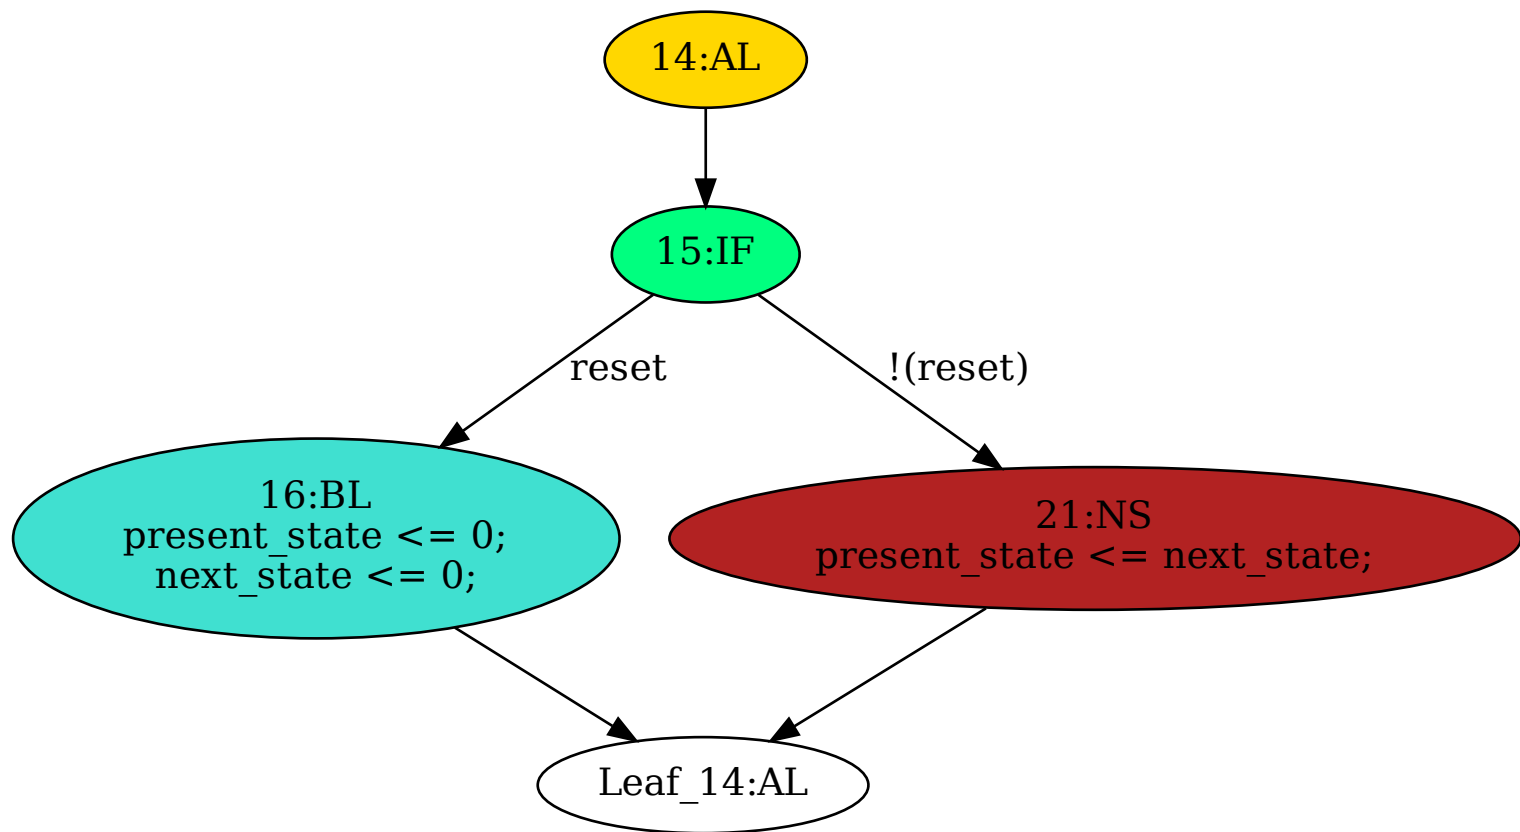 14:AL
15:IF
reset
!(reset)
16:BL
present_state <= 0;
next_state <= 0;
21:NS
present_state <= next_state;
Leaf_14:AL